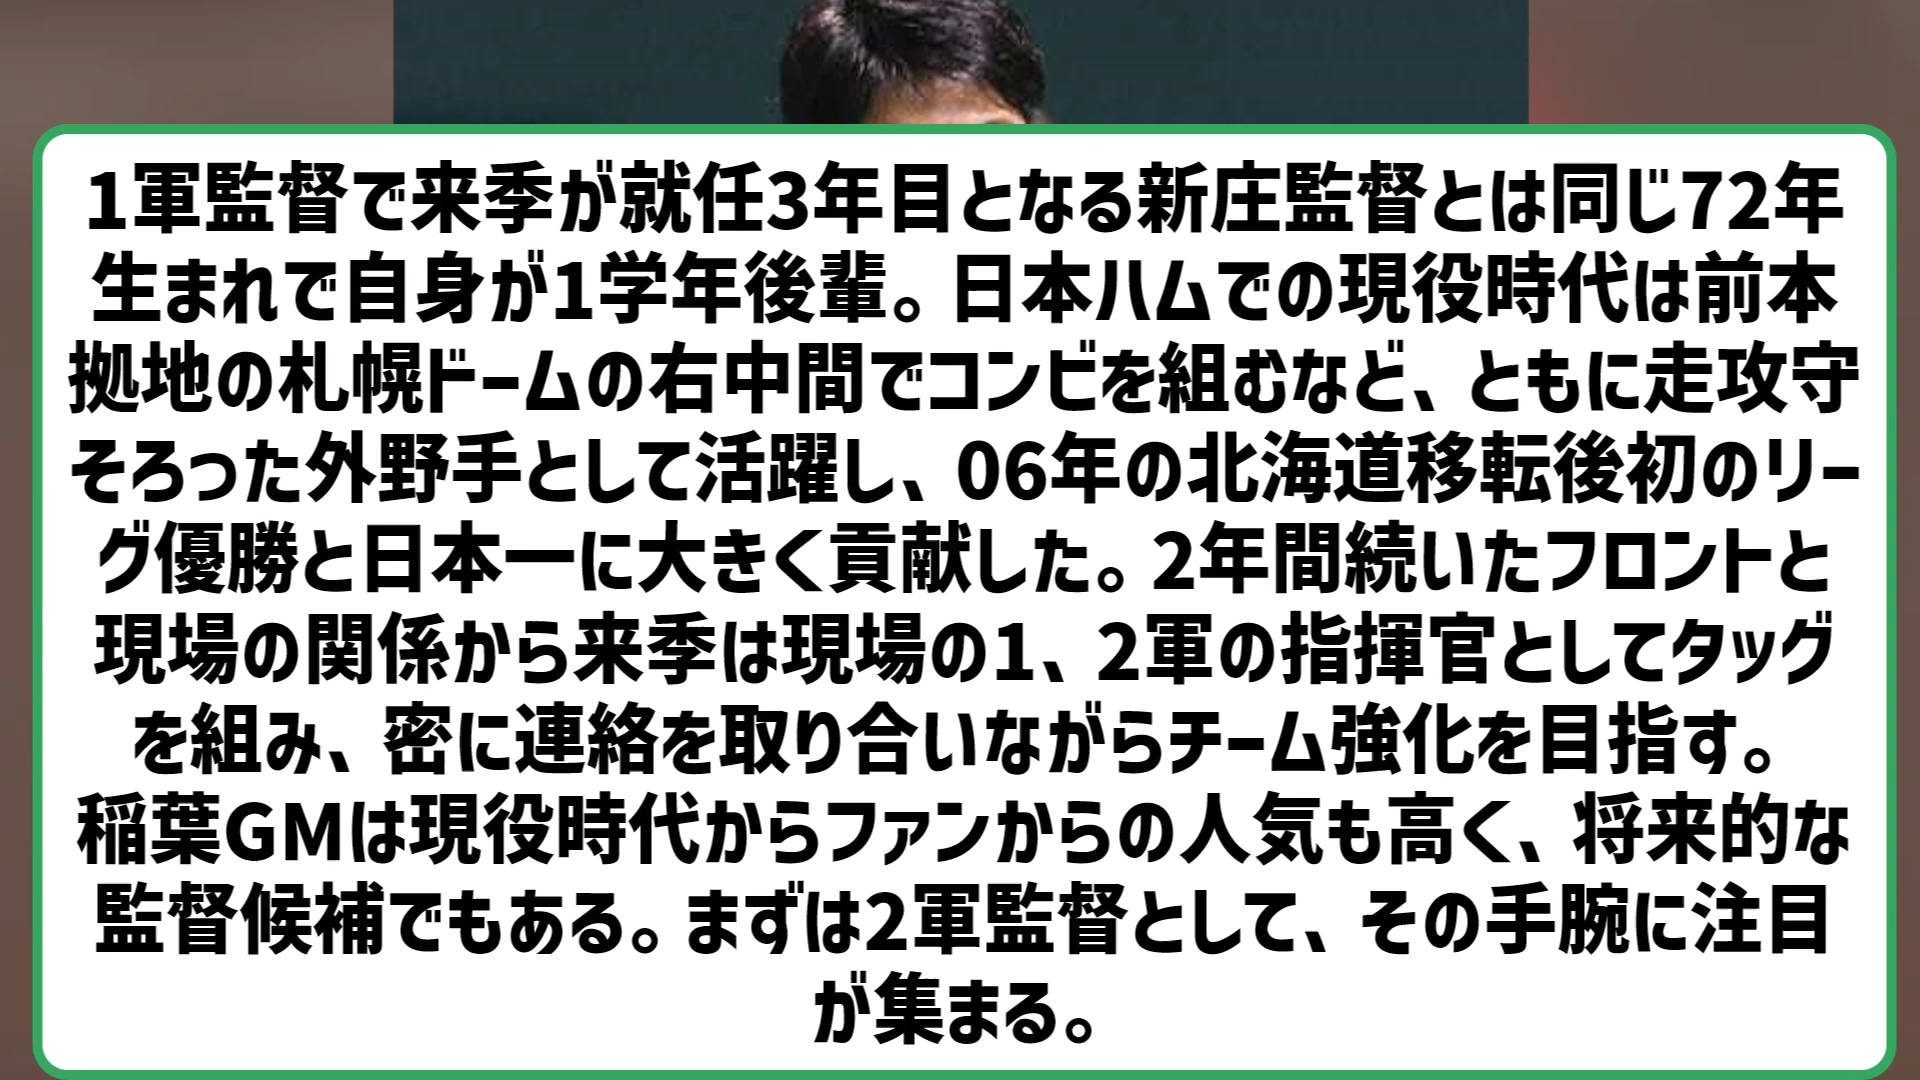 1軍監督で来季が就任3年目となる新庄監督とは同じ72年
生まれで自身が1学年後輩。日本ハムでの現役時代は前本
拠地の札幌ドームの右中間でコンビを組むなど、ともに走攻守
そろった外野手として活躍し、06年の北海道移転後初のリー
グ優勝と日本一に大きく貢献した。2年間続いたフロントと
現場の関係から来季は現場の1、2軍の指揮官としてタッグ
を組み、密に連絡を取り合いながらチーム強化を目指す。
稲葉GMは現役時代からファンからの人気も高く、将来的な
監督候補でもある。まずは2軍監督として、その手腕に注目
が集まる。